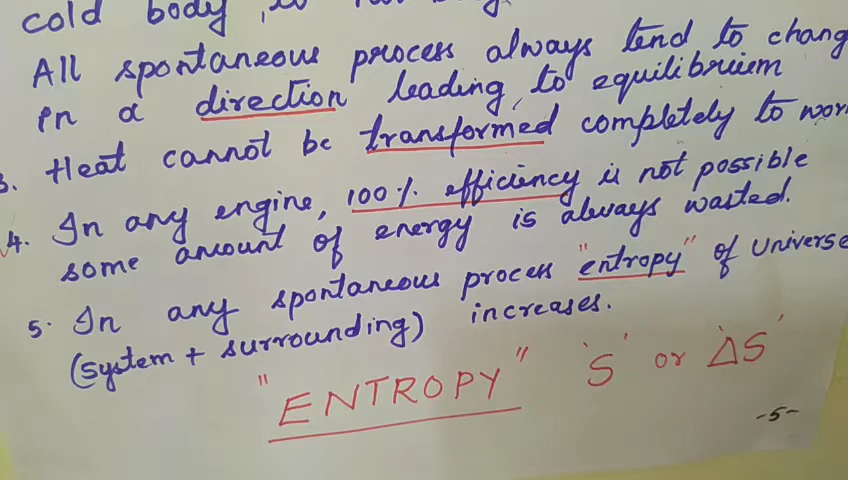 cold body
All spontaneous process always tend to chang
in a direction leading to equilibrium
3. Heat cannot be transformed completely to wor
4. In any engine, 100% efficiency is not possible
some amount of energy is always wasted.
5. In any spontaneous process "entropy" of Universe
(system + surrounding) increases.
"ENTROPY" 'S' or 'ΔS'
-5-